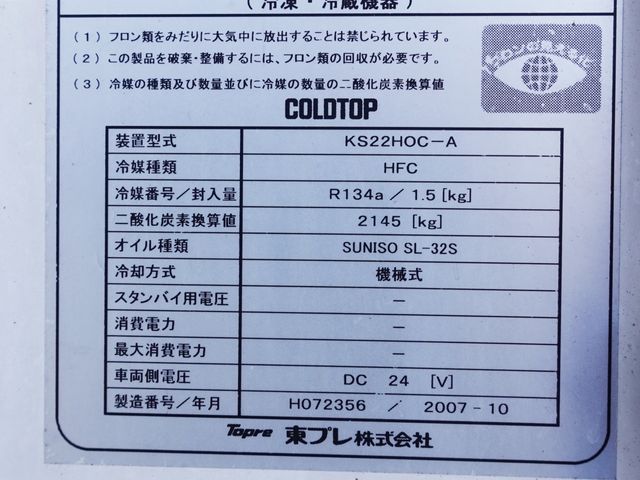 (冷凍・冷蔵機器)
(1)フロン類をみだりに大気中に放出することは禁じられています。
(2)この製品を破棄・整備するには、フロン類の回収が必要です。
(3)冷媒の種類及び数量並びに冷媒の数量の二酸化炭素換算値
フロンの見える化
COLDTOP
装置型式 KS22HOC-A
冷媒種類 HFC
冷媒番号/封入量 R134a / 1.5 [kg]
二酸化炭素換算値 2145 [kg]
オイル種類 SUNISO SL-32S
冷却方式 機械式
スタンバイ用電圧 -
消費電力 -
最大消費電力 -
車両側電圧 DC 24 [V]
製造番号/年月 H072356 / 2007-10
Topre 東プレ株式会社